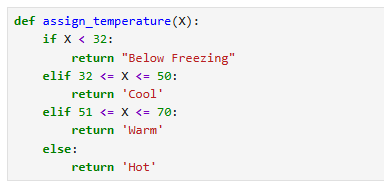 def assign_temperature(X):
    if X < 32:
        return "Below Freezing"
    elif 32 <= X <= 50:
        return 'Cool'
    elif 51 <= X <= 70:
        return 'Warm'
    else:
        return 'Hot'